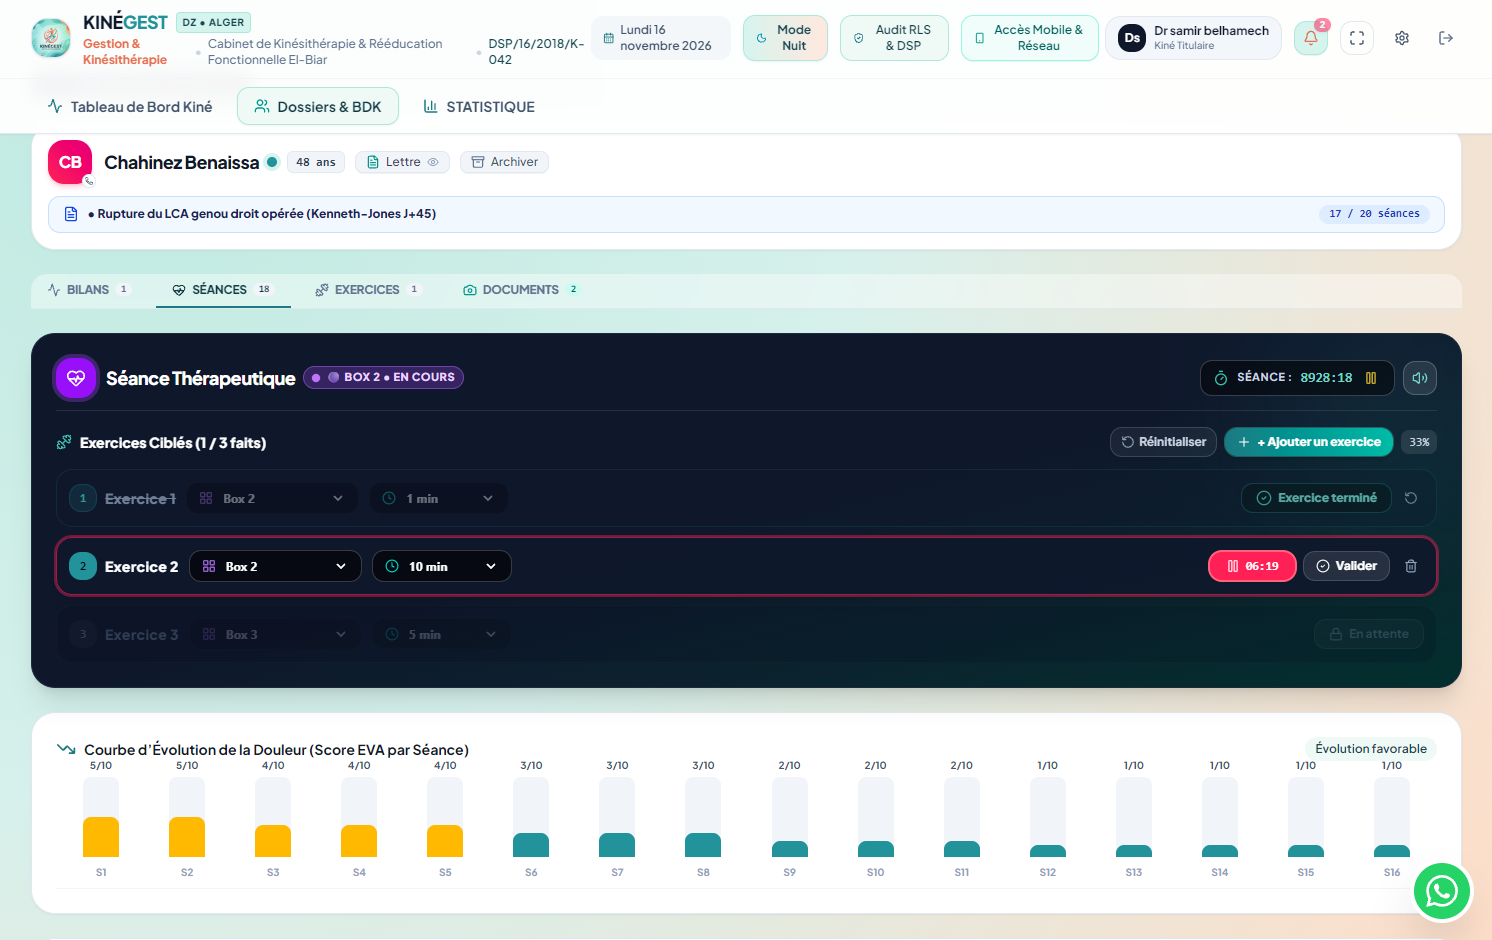 KINÉGEST
DZ • ALGER
Gestion & Kinésithérapie
Cabinet de Kinésithérapie & Rééducation Fonctionnelle El-Biar
DSP/16/2018/K-042
Lundi 16 novembre 2026
Mode Nuit
Audit RLS & DSP
Accès Mobile & Réseau
Ds
Dr samir belhamech
Kiné Titulaire
2
Tableau de Bord Kiné
Dossiers & BDK
STATISTIQUE
CB
Chahinez Benaissa
48 ans
Lettre
Archiver
• Rupture du LCA genou droit opérée (Kenneth-Jones J+45)
17 / 20 séances
BILANS 1
SÉANCES 18
EXERCICES 1
DOCUMENTS 2
Séance Thérapeutique
BOX 2 • EN COURS
SÉANCE : 8928:18
Exercices Ciblés (1 / 3 faits)
Réinitialiser
+ Ajouter un exercice
33%
1 Exercice 1 Box 2 1 min Exercice terminé
2 Exercice 2 Box 2 10 min 06:19 Valider
3 Exercice 3 Box 3 5 min En attente
Courbe d'Évolution de la Douleur (Score EVA par Séance)
Évolution favorable
5/10 5/10 4/10 4/10 4/10 3/10 3/10 3/10 2/10 2/10 2/10 1/10 1/10 1/10 1/10 1/10
S1 S2 S3 S4 S5 S6 S7 S8 S9 S10 S11 S12 S13 S14 S15 S16